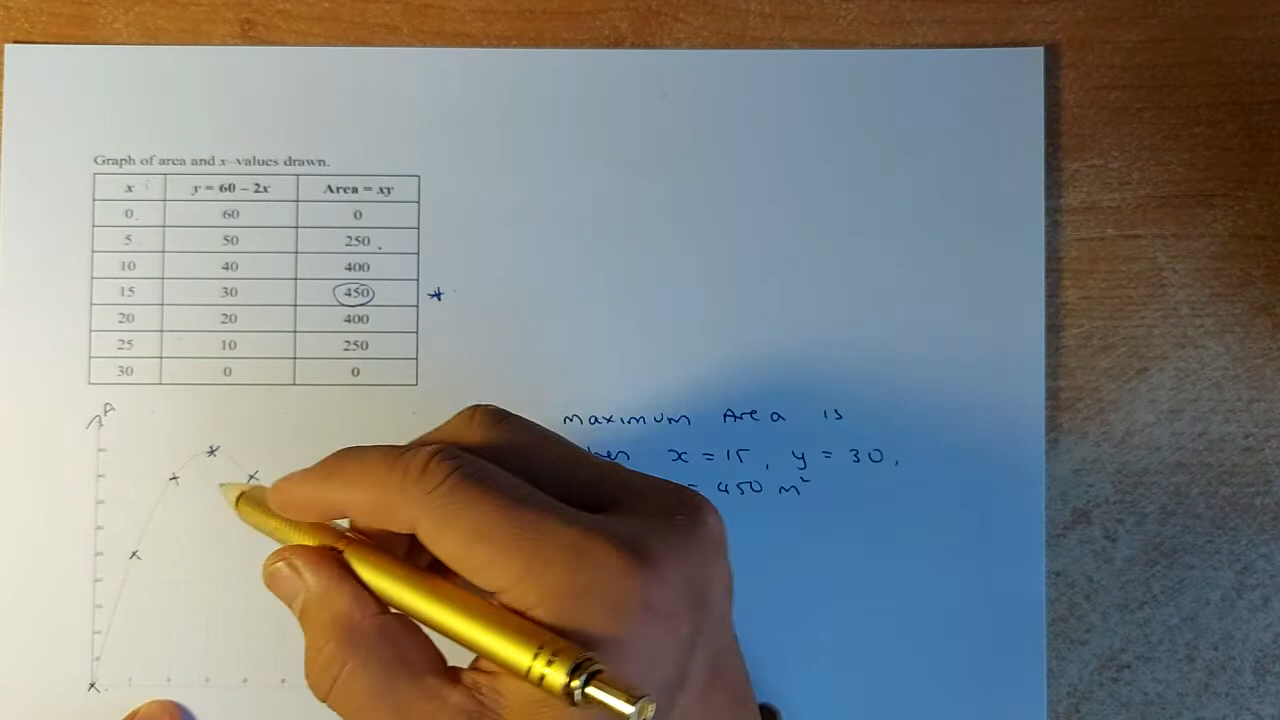 Graph of area and x-values drawn.
x y = 60 – 2x Area = xy
0 60 0
5 50 250
10 40 400
15 30 450 *
20 20 400
25 10 250
30 0 0
A
maximum Area is
x = 15, y = 30,
= 450 m²